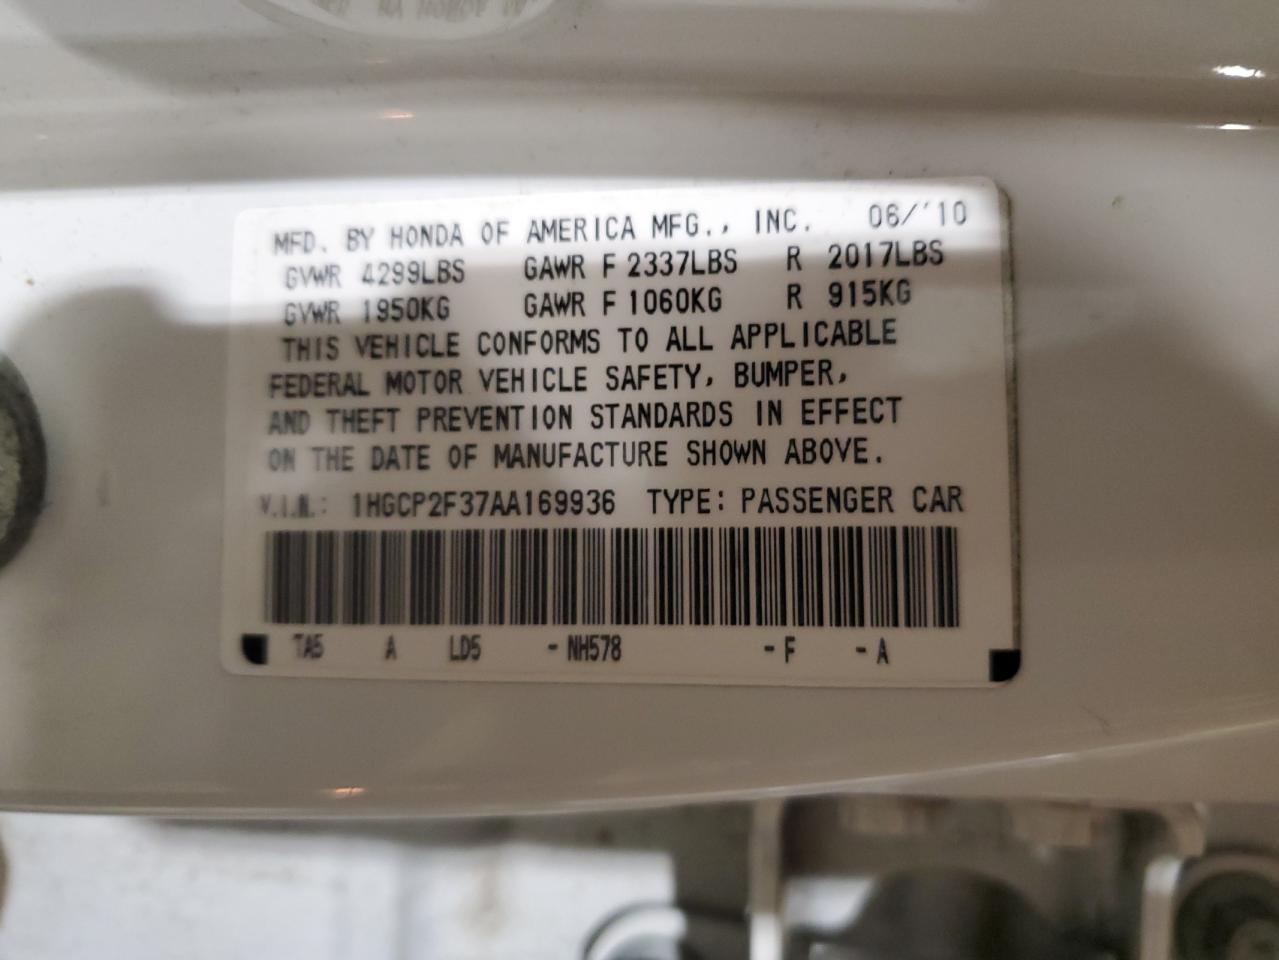 MFD. BY HONDA OF AMERICA MFG., INC. 06/'10
GVWR 4299LBS GAWR F 2337LBS R 2017LBS
GVWR 1950KG GAWR F 1060KG R 915KG
THIS VEHICLE CONFORMS TO ALL APPLICABLE
FEDERAL MOTOR VEHICLE SAFETY, BUMPER,
AND THEFT PREVENTION STANDARDS IN EFFECT
ON THE DATE OF MANUFACTURE SHOWN ABOVE.
V.I.N.: 1HGCP2F37AA169936 TYPE: PASSENGER CAR
TA5 A LD5 -NH578 -F -A